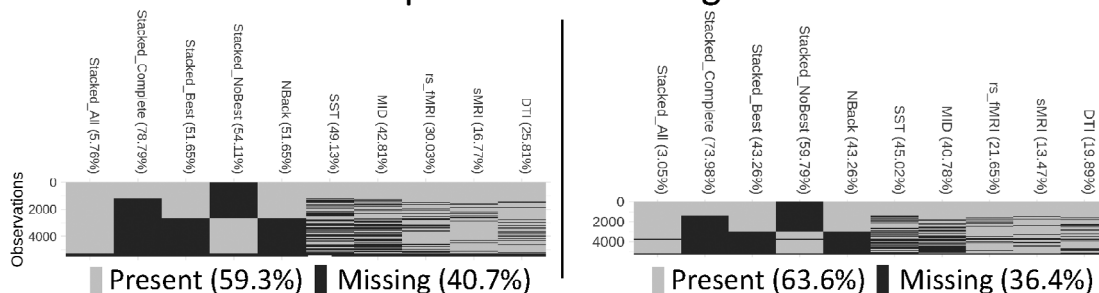 Stacked_All (5.76%)
Stacked_Complete (78.79%)
Stacked_Best (51.65%)
Stacked_NoBest (54.11%)
NBack (51.65%)
SST (49.13%)
MID (42.81%)
rs_fMRI (30.03%)
sMRI (16.77%)
DTI (25.81%)
Observations
0
2000
4000
Present (59.3%) Missing (40.7%)
Stacked_All (3.05%)
Stacked_Complete (73.98%)
Stacked_Best (43.26%)
Stacked_NoBest (59.79%)
NBack (43.26%)
SST (45.02%)
MID (40.78%)
rs_fMRI (21.65%)
sMRI (13.47%)
DTI (19.89%)
0
2000
4000
Present (63.6%) Missing (36.4%)